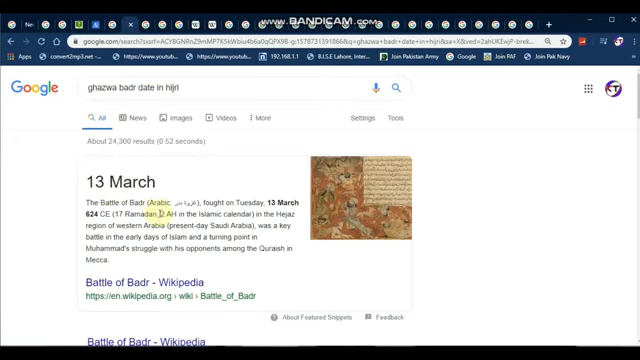 www.BANDICAM.com
google.com/search?sxsrf=ACYBGNRnZ9mMP7K5kWbiu4b6a0qQPX9B-g:1578731391866&q=ghazwa+badr+date+in+hijri&sa=X&ved=2ahUKEwjP-brek...
Apps
convert2mp3.net -...
https://www.youtub...
https://www.youtub...
192.168.1.1
B.I.S.E Lahore, Inter...
Join Pakistan Army
Google
Join PAF
Join Pak Navy
Google
ghazwa badr date in hijri
All
News
Images
Videos
More
Settings
Tools
About 24,300 results (0.52 seconds)
13 March
The Battle of Badr (Arabic: غزوة بدر), fought on Tuesday, 13 March
624 CE (17 Ramadan, 2 AH in the Islamic calendar) in the Hejaz
region of western Arabia (present-day Saudi Arabia), was a key
battle in the early days of Islam and a turning point in
Muhammad's struggle with his opponents among the Quraish in
Mecca.
Battle of Badr - Wikipedia
https://en.wikipedia.org › wiki › Battle_of_Badr
About Featured Snippets
Feedback
Battle of Badr - Wikipedia